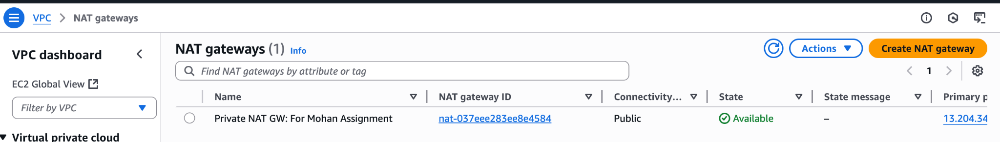 VPC > NAT gateways
VPC dashboard
EC2 Global View
Filter by VPC
Virtual private cloud
NAT gateways (1) Info
Actions
Create NAT gateway
Find NAT gateways by attribute or tag
1
Name NAT gateway ID Connectivity... State State message Primary p
Private NAT GW: For Mohan Assignment nat-037eee283ee8e4584 Public Available – 13.204.34